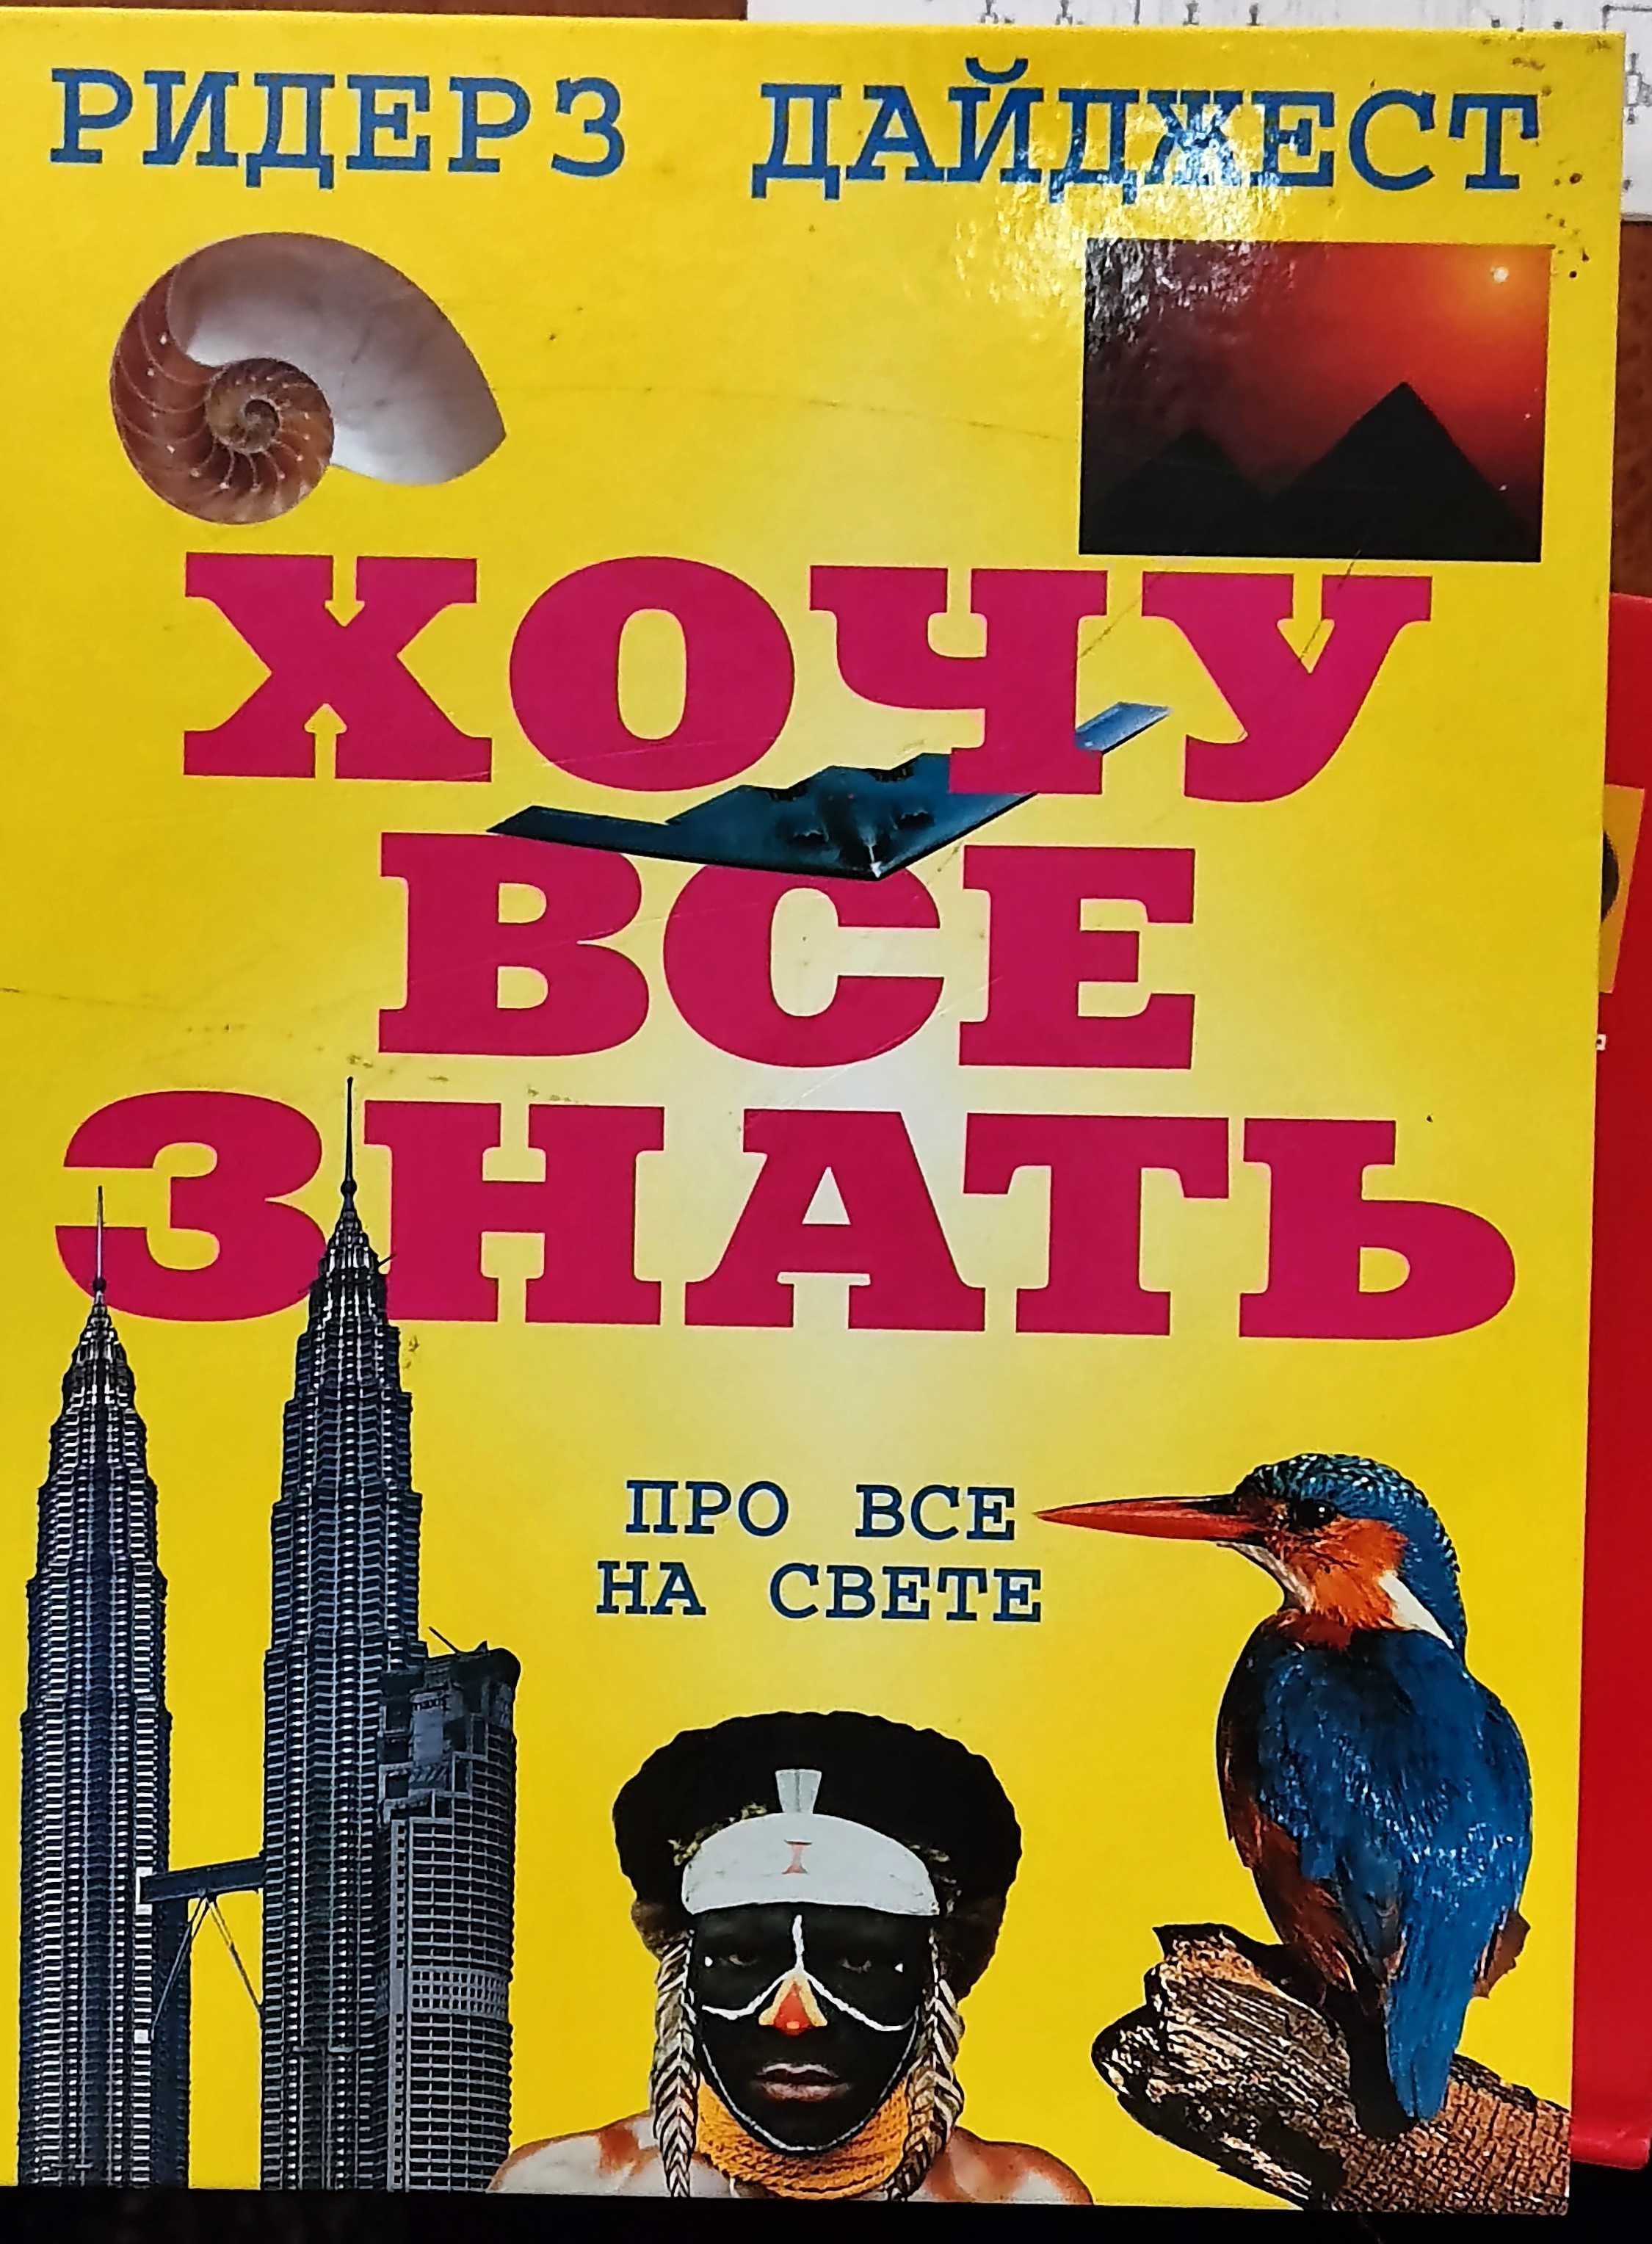 РИДЕРЗ ДАЙДЖЕСТ
ХОЧУ
ВСЕ
ЗНАТЬ
ПРО ВСЕ
НА СВЕТЕ